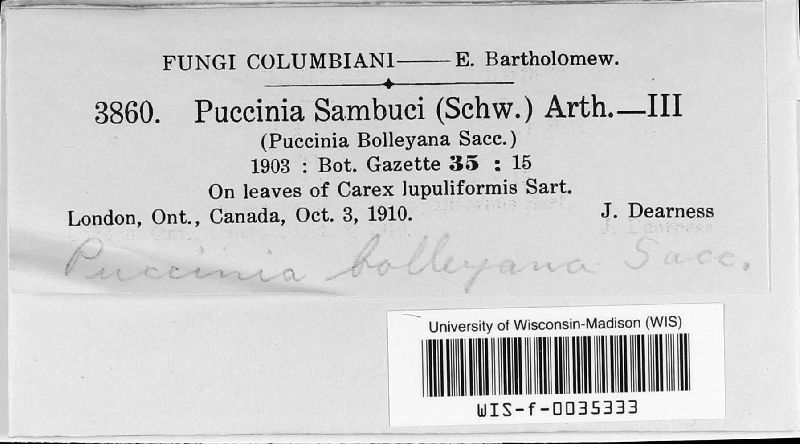 FUNGI COLUMBIANI—— E. Bartholomew.
3860. Puccinia Sambuci (Schw.) Arth.—III
(Puccinia Bolleyana Sacc.)
1903 : Bot. Gazette 35 : 15
On leaves of Carex lupuliformis Sart.
London, Ont., Canada, Oct. 3, 1910. J. Dearness
Puccinia bolleyana Sacc.
University of Wisconsin-Madison (WIS)
WIS-f-0035333